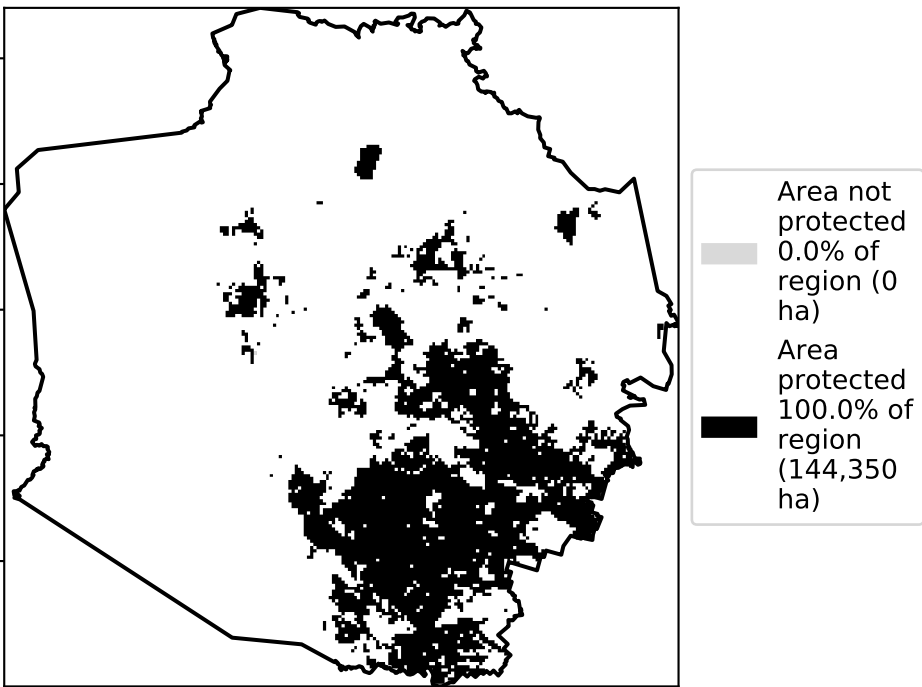 Area not
protected
0.0% of
region (0
ha)
Area
protected
100.0% of
region
(144,350
ha)